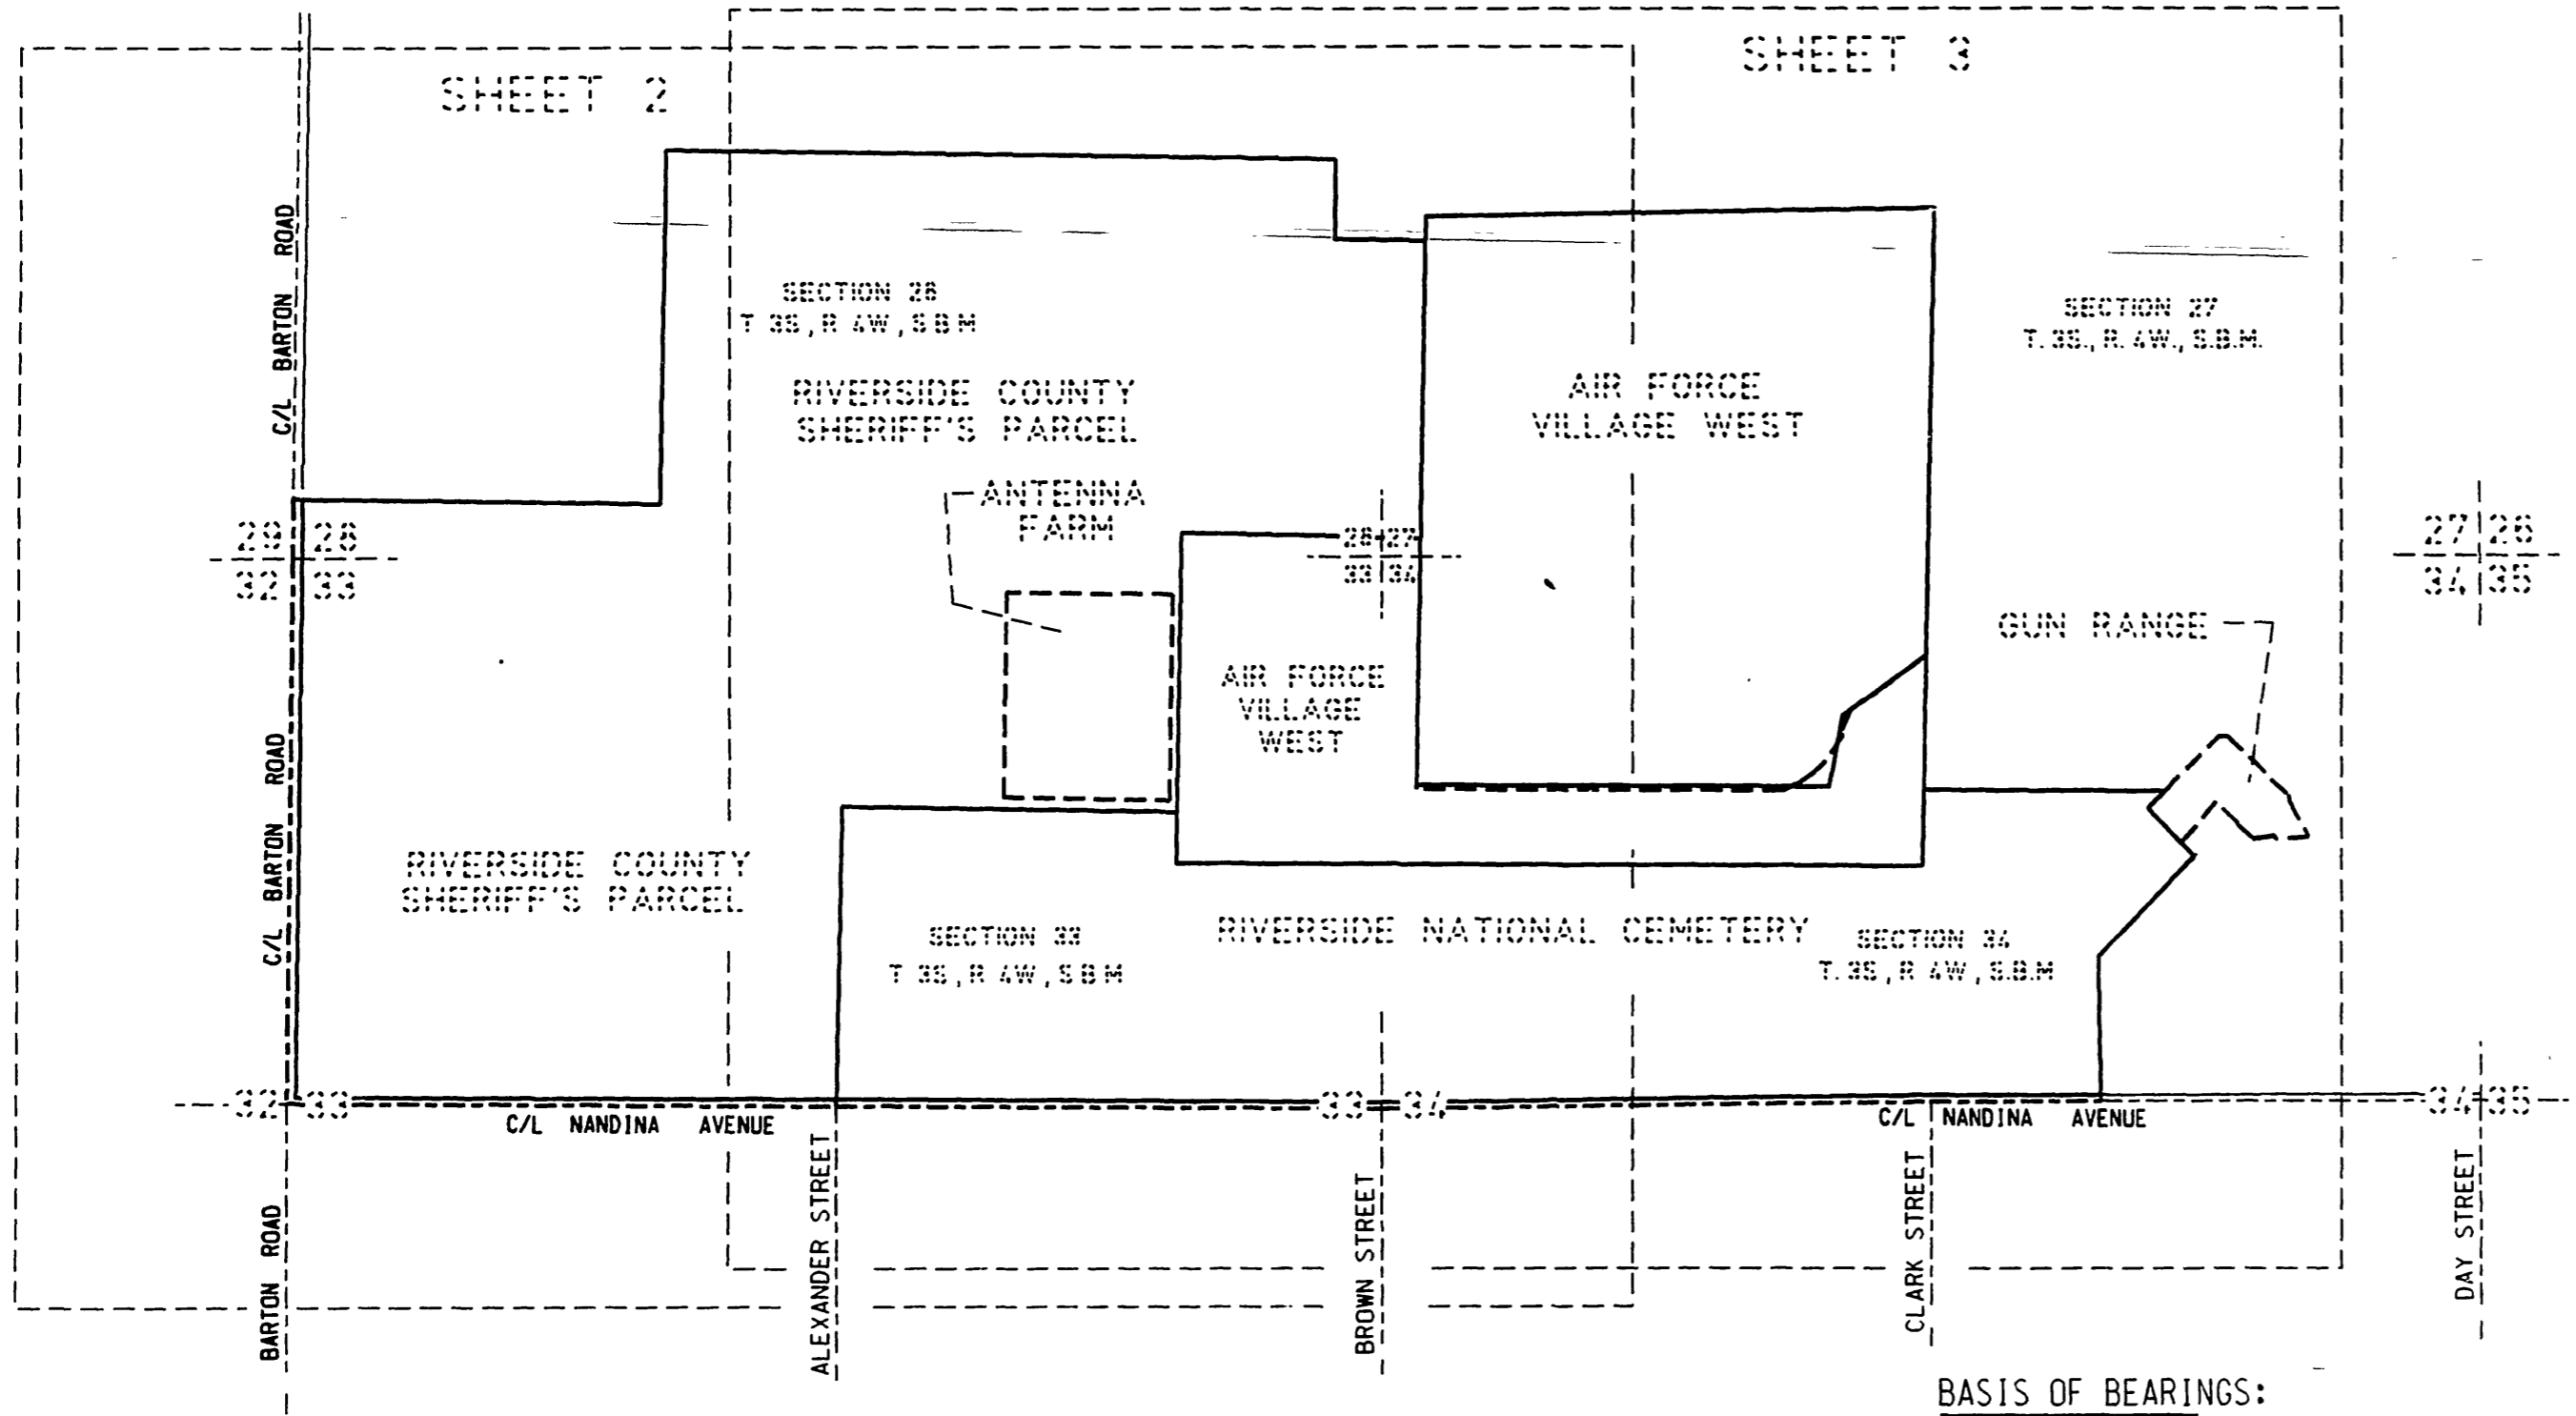 SHEET 2
SHEET 3
C/L BARTON ROAD
SECTION 28
T 3S, R 4W, S B M
SECTION 27
T. 3S., R. 4W., S.B.M.
RIVERSIDE COUNTY
SHERIFF'S PARCEL
AIR FORCE
VILLAGE WEST
ANTENNA
FARM
29 28
32 33
28 27
33 34
27 26
34 35
GUN RANGE
AIR FORCE
VILLAGE
WEST
C/L BARTON ROAD
RIVERSIDE COUNTY
SHERIFF'S PARCEL
SECTION 33
T 3S, R 4W, S B M
RIVERSIDE NATIONAL CEMETERY
SECTION 34
T. 3S, R 4W, S.B.M
32 33
33 34
34 35
C/L NANDINA AVENUE
C/L NANDINA AVENUE
BARTON ROAD
ALEXANDER STREET
BROWN STREET
CLARK STREET
DAY STREET
BASIS OF BEARINGS: